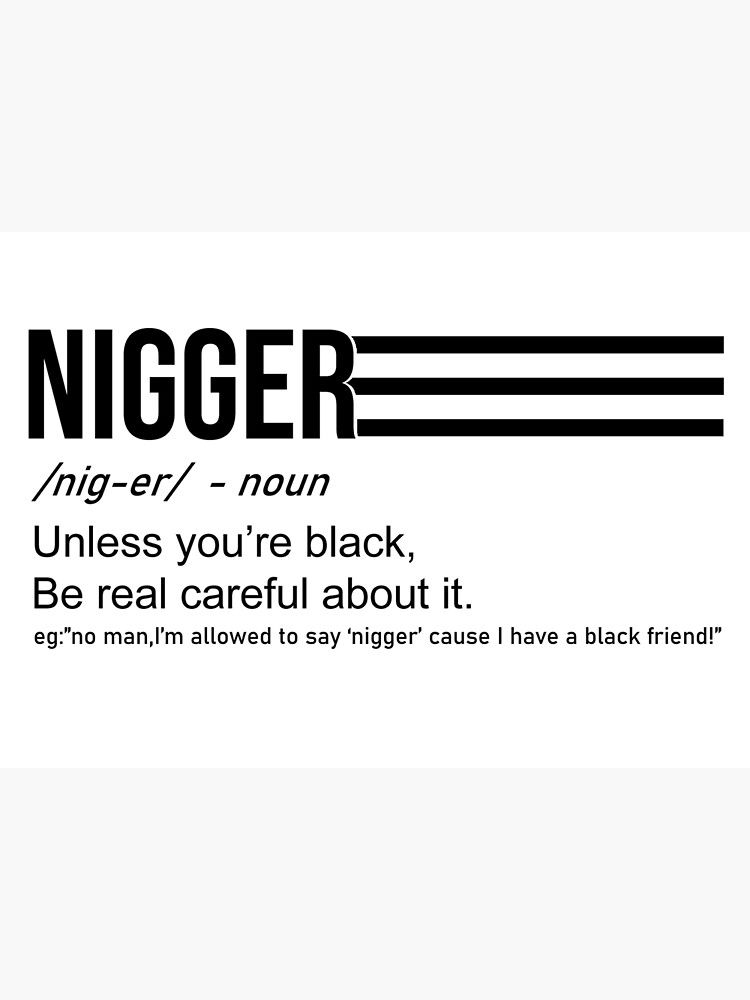 NIGGER
/nig-er/ - noun
Unless you're black,
Be real careful about it.
eg:"no man,I'm allowed to say 'nigger' cause I have a black friend!"